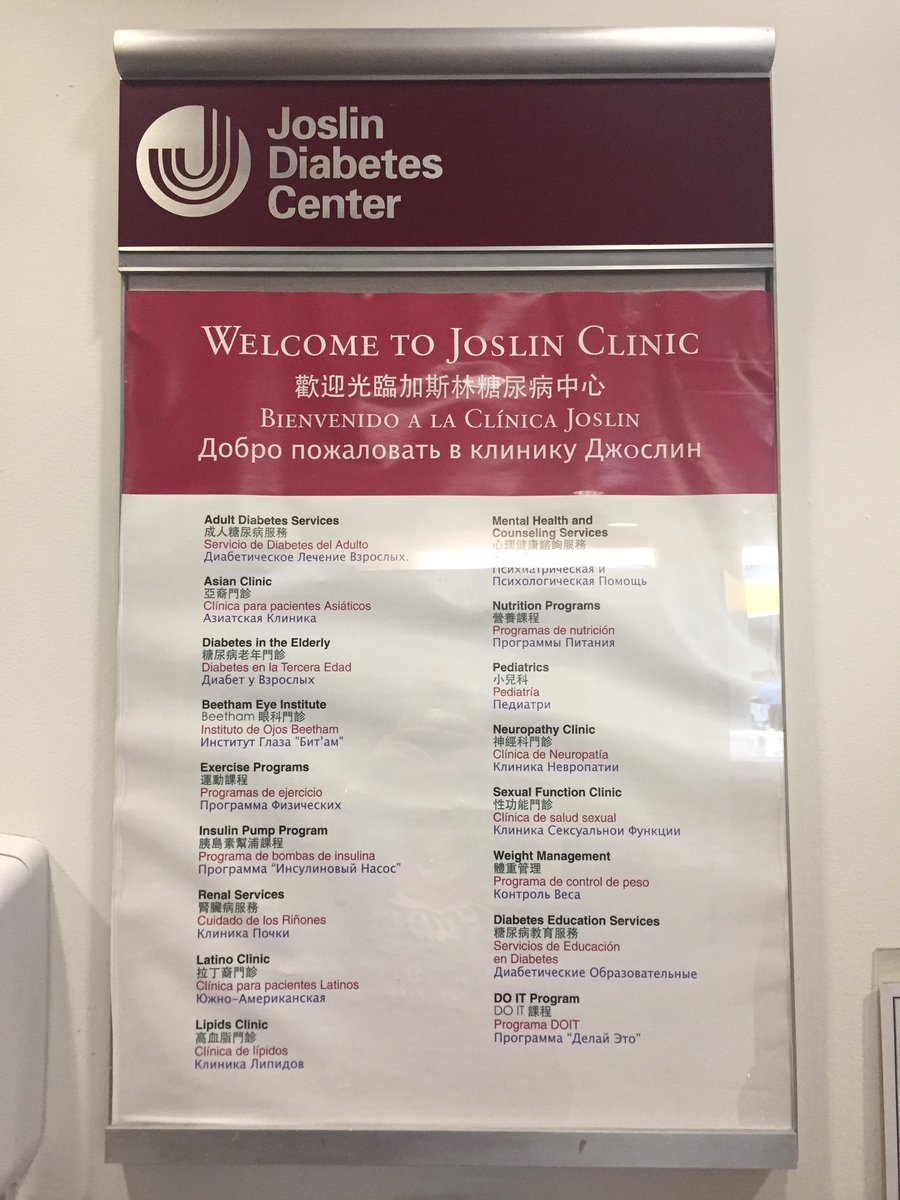 Joslin
Diabetes
Center
WELCOME TO JOSLIN CLINIC
歡迎光臨加斯林糖尿病中心
BIENVENIDO A LA CLÍNICA JOSLIN
Добро пожаловать в клинику Джослин
Adult Diabetes Services
成人糖尿病服務
Servicio de Diabetes del Adulto
Диабетическое Лечение Взрослых.
Asian Clinic
亞裔門診
Clínica para pacientes Asiáticos
Азиатская Клиника
Diabetes in the Elderly
糖尿病老年門診
Diabetes en la Tercera Edad
Диабет у Взрослых
Beetham Eye Institute
Beetham 眼科門診
Instituto de Ojos Beetham
Институт Глаза "Бит'ам"
Exercise Programs
運動課程
Programas de ejercicio
Программа Физических
Insulin Pump Program
胰島素幫浦課程
Programa de bombas de insulina
Программа “Инсулиновый Насос”
Renal Services
腎臟病服務
Cuidado de los Riñones
Клиника Почки
Latino Clinic
拉丁裔門診
Clínica para pacientes Latinos
Южно-Американская
Lipids Clinic
高血脂門診
Clínica de lípidos
Клиника Липидов
Mental Health and
Counseling Services
心理健康諮詢服務
Психиатрическая и
Психологическая Помощь
Nutrition Programs
營養課程
Programas de nutrición
Программы Питания
Pediatrics
小兒科
Pediatría
Педиатри
Neuropathy Clinic
神經科門診
Clínica de Neuropatía
Клиника Невропатии
Sexual Function Clinic
性功能門診
Clínica de salud sexual
Клиника Сексуальнои Функции
Weight Management
體重管理
Programa de control de peso
Контроль Веса
Diabetes Education Services
糖尿病教育服務
Servicios de Educación
en Diabetes
Диабетические Образовательные
DO IT Program
DO IT 課程
Programa DOIT
Программа “Делай Это”